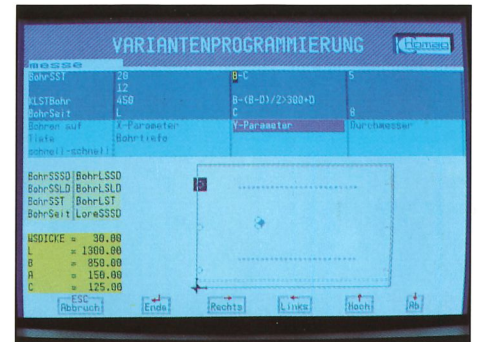 VARIANTENPROGRAMMIERUNG
Homag
messe
BohrSST 20 B-C 5
12
KLSTBohr 450 B-(B-D)/2>300+D
BohrSeit L C 8
Bohren auf X-Parameter Y-Parameter Durchmesser
Tiefe Bohrtiefe
schnell-schnell
BohrSSSD BohrLSSD
BohrSSLD BohrLSLD
BohrSST BohrLST
BohrSeit LoreSSSD
WSDICKE = 30.00
L = 1300.00
B = 850.00
A = 150.00
C = 125.00
ESC
Abbruch Ende Rechts Links Hoch Ab